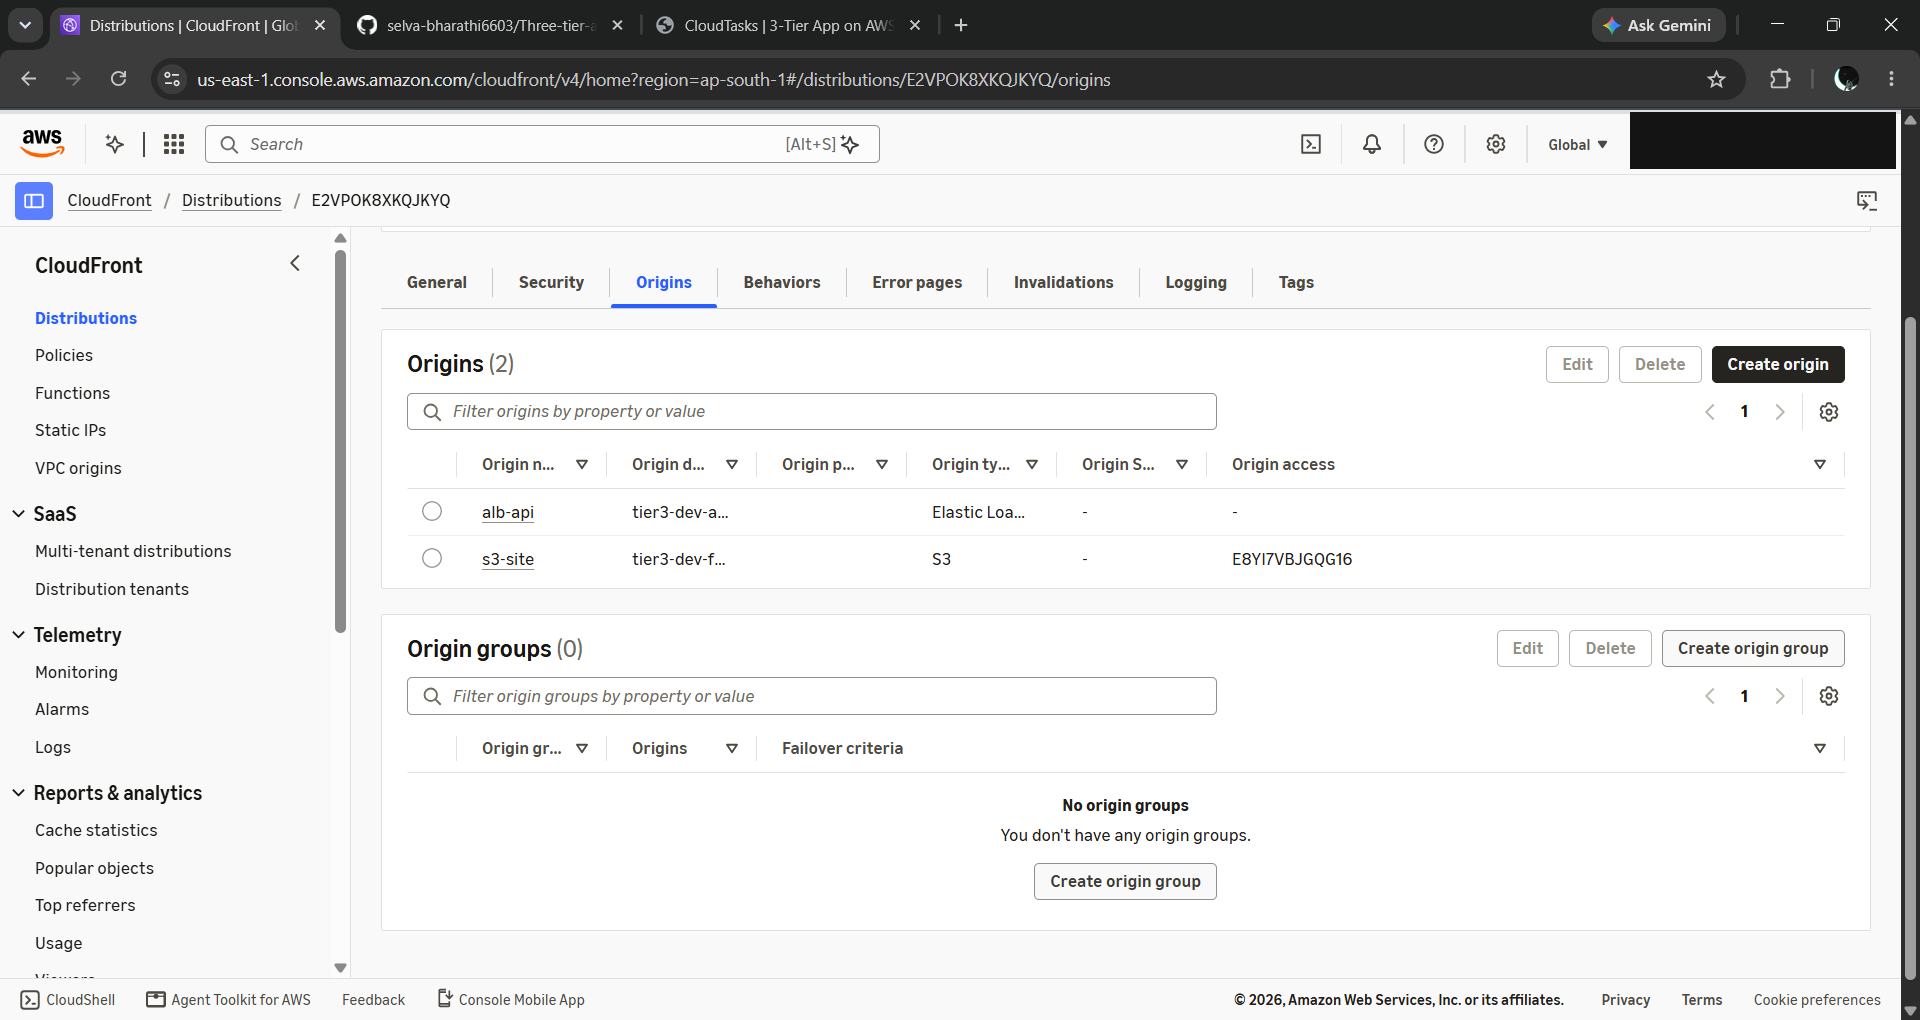 Distributions | CloudFront | Glo
selva-bharathi6603/Three-tier-a
CloudTasks | 3-Tier App on AWS
Ask Gemini
us-east-1.console.aws.amazon.com/cloudfront/v4/home?region=ap-south-1#/distributions/E2VPOK8XKQJKYQ/origins
aws
Search
[Alt+S]
Global
CloudFront / Distributions / E2VPOK8XKQJKYQ
CloudFront
Distributions
Policies
Functions
Static IPs
VPC origins
SaaS
Multi-tenant distributions
Distribution tenants
Telemetry
Monitoring
Alarms
Logs
Reports & analytics
Cache statistics
Popular objects
Top referrers
Usage
Viewers
General
Security
Origins
Behaviors
Error pages
Invalidations
Logging
Tags
Origins (2)
Edit
Delete
Create origin
Filter origins by property or value
1
Origin n... Origin d... Origin p... Origin ty... Origin S... Origin access
alb-api tier3-dev-a... Elastic Loa... - -
s3-site tier3-dev-f... S3 - E8YI7VBJGQG16
Origin groups (0)
Edit
Delete
Create origin group
Filter origin groups by property or value
1
Origin gr... Origins Failover criteria
No origin groups
You don't have any origin groups.
Create origin group
CloudShell
Agent Toolkit for AWS
Feedback
Console Mobile App
© 2026, Amazon Web Services, Inc. or its affiliates.
Privacy
Terms
Cookie preferences